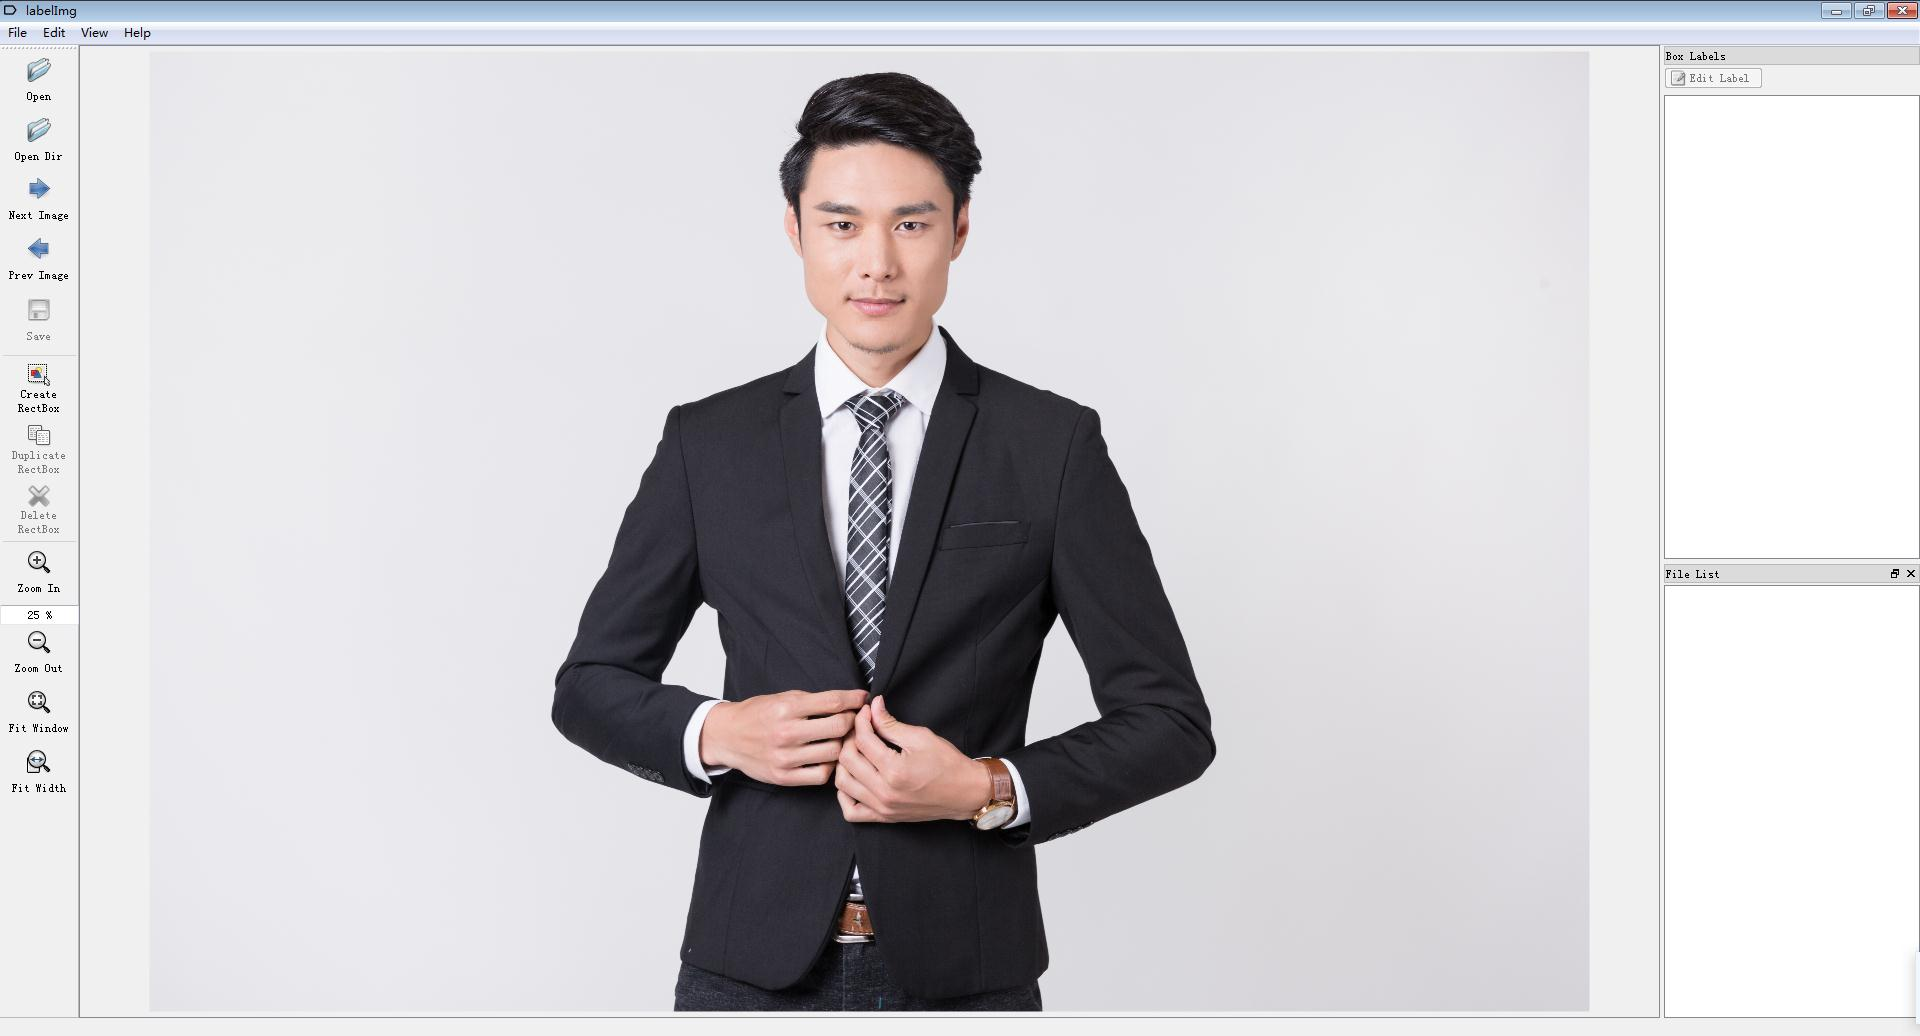 labelImg
File Edit View Help
Open
Open Dir
Next Image
Prev Image
Save
Create
RectBox
Duplicate
RectBox
Delete
RectBox
Zoom In
25 %
Zoom Out
Fit Window
Fit Width
Box Labels
Edit Label
File List